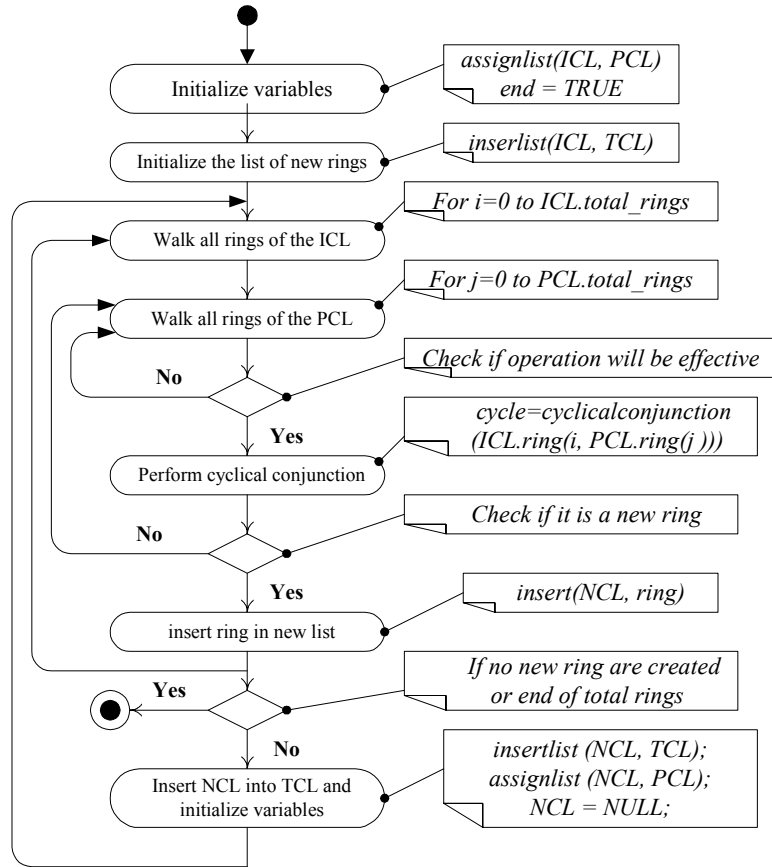 assignlist(ICL, PCL)
end = TRUE
Initialize variables
inserlist(ICL, TCL)
Initialize the list of new rings
For i=0 to ICL.total_rings
Walk all rings of the ICL
For j=0 to PCL.total_rings
Walk all rings of the PCL
Check if operation will be effective
No
Yes
cycle=cyclicalconjunction
(ICL.ring(i, PCL.ring(j )))
Perform cyclical conjunction
Check if it is a new ring
No
Yes
insert(NCL, ring)
insert ring in new list
If no new ring are created
or end of total rings
Yes
No
insertlist (NCL, TCL);
assignlist (NCL, PCL);
NCL = NULL;
Insert NCL into TCL and
initialize variables